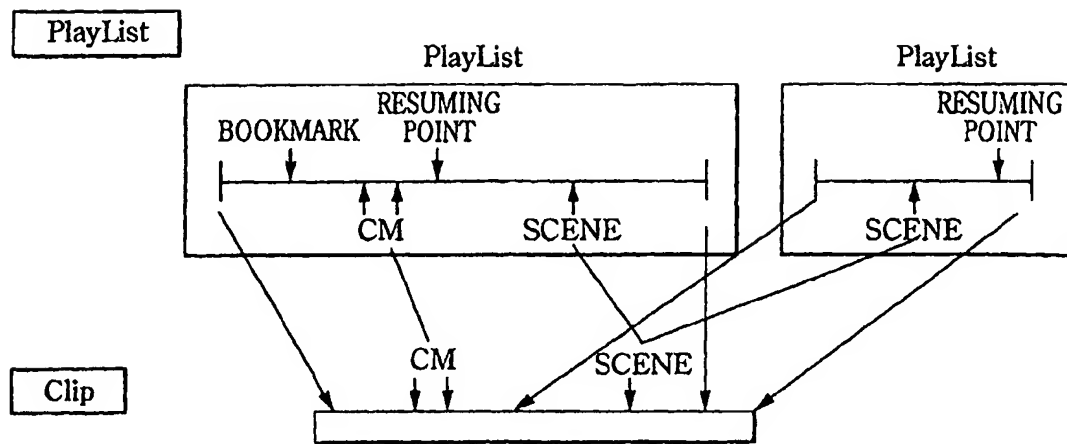 PlayList
PlayList
PlayList
BOOKMARK
RESUMING
POINT
RESUMING
POINT
CM
SCENE
SCENE
CM
SCENE
Clip